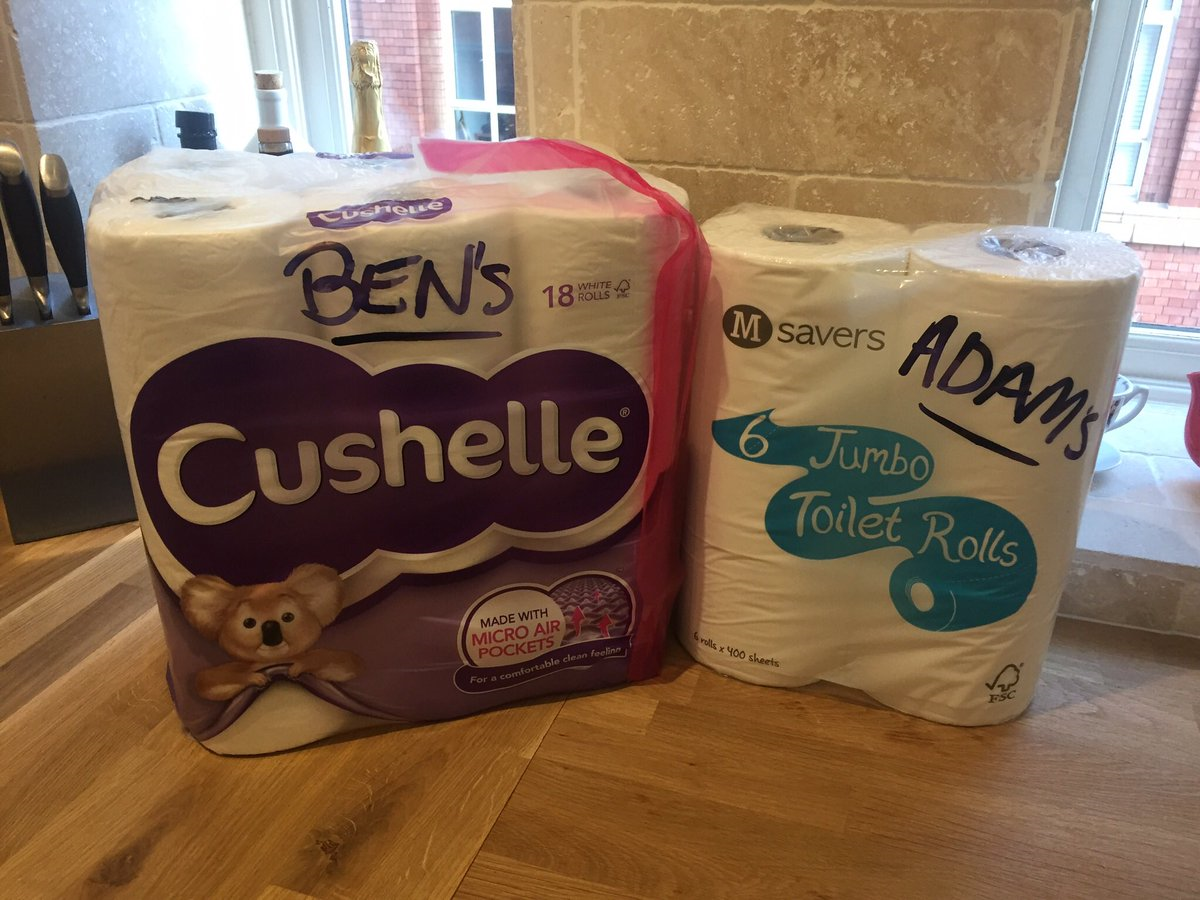 Cushelle
BEN'S
18 WHITE ROLLS FSC
Cushelle®
MADE WITH
MICRO AIR
POCKETS
For a comfortable clean feeling
M savers
ADAM'S
6 Jumbo
Toilet Rolls
6 rolls x 400 sheets
FSC